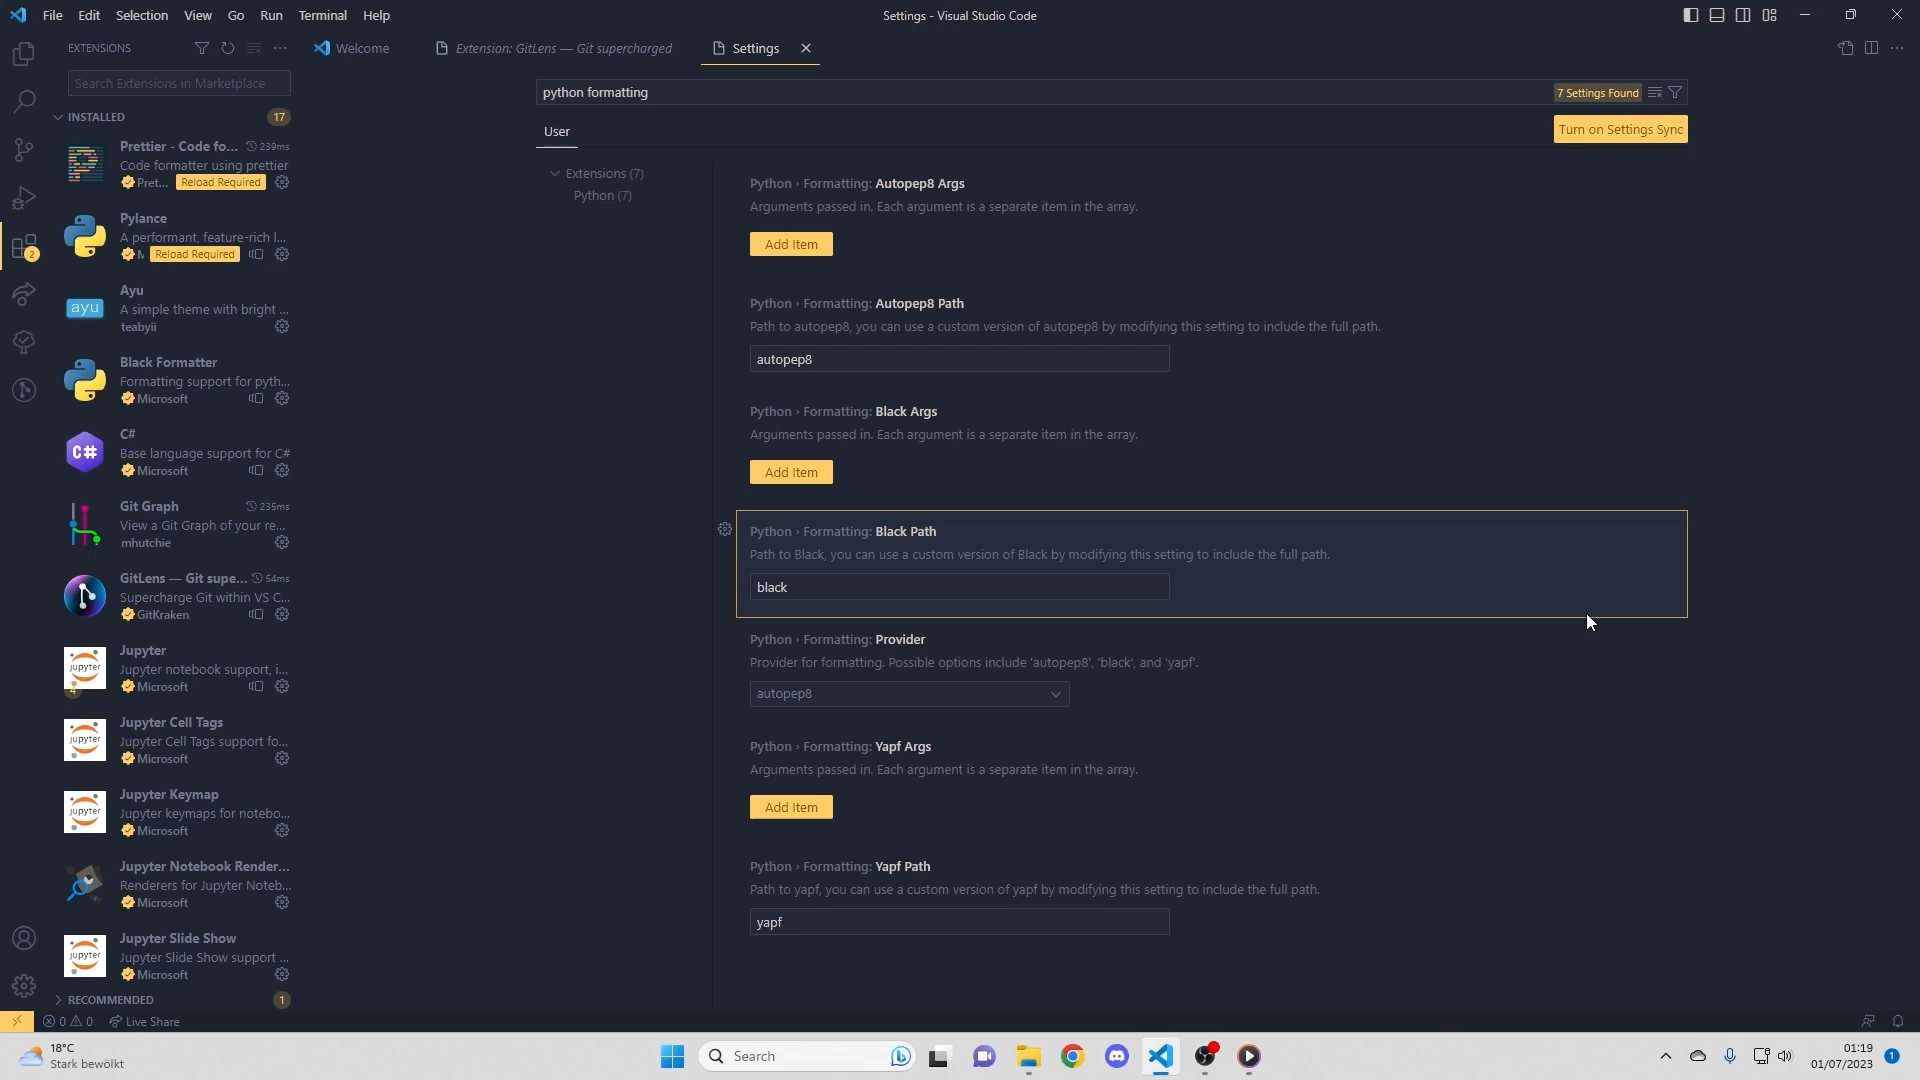 File Edit Selection View Go Run Terminal Help
Settings - Visual Studio Code
EXTENSIONS
Welcome
Extension: GitLens — Git supercharged
Settings
Search Extensions in Marketplace
INSTALLED
17
Prettier - Code fo...
239ms
Code formatter using prettier
Pret...
Reload Required
Pylance
A performant, feature-rich l...
M
Reload Required
2
Ayu
A simple theme with bright ...
teabyii
ayu
Black Formatter
Formatting support for pyth...
Microsoft
C#
Base language support for C#
Microsoft
C#
Git Graph
235ms
View a Git Graph of your re...
mhutchie
GitLens — Git supe...
54ms
Supercharge Git within VS C...
GitKraken
Jupyter
Jupyter notebook support, i...
Microsoft
jupyter
4
Jupyter Cell Tags
Jupyter Cell Tags support fo...
Microsoft
jupyter
Jupyter Keymap
Jupyter keymaps for notebo...
Microsoft
jupyter
Jupyter Notebook Render...
Renderers for Jupyter Noteb...
Microsoft
Jupyter Slide Show
Jupyter Slide Show support ...
Microsoft
jupyter
RECOMMENDED
1
python formatting
7 Settings Found
User
Turn on Settings Sync
Extensions (7)
Python (7)
Python › Formatting: Autopep8 Args
Arguments passed in. Each argument is a separate item in the array.
Add Item
Python › Formatting: Autopep8 Path
Path to autopep8, you can use a custom version of autopep8 by modifying this setting to include the full path.
autopep8
Python › Formatting: Black Args
Arguments passed in. Each argument is a separate item in the array.
Add Item
Python › Formatting: Black Path
Path to Black, you can use a custom version of Black by modifying this setting to include the full path.
black
Python › Formatting: Provider
Provider for formatting. Possible options include 'autopep8', 'black', and 'yapf'.
autopep8
Python › Formatting: Yapf Args
Arguments passed in. Each argument is a separate item in the array.
Add Item
Python › Formatting: Yapf Path
Path to yapf, you can use a custom version of yapf by modifying this setting to include the full path.
yapf
0 0 Live Share
18°C
Stark bewölkt
Search
01:19
01/07/2023
1